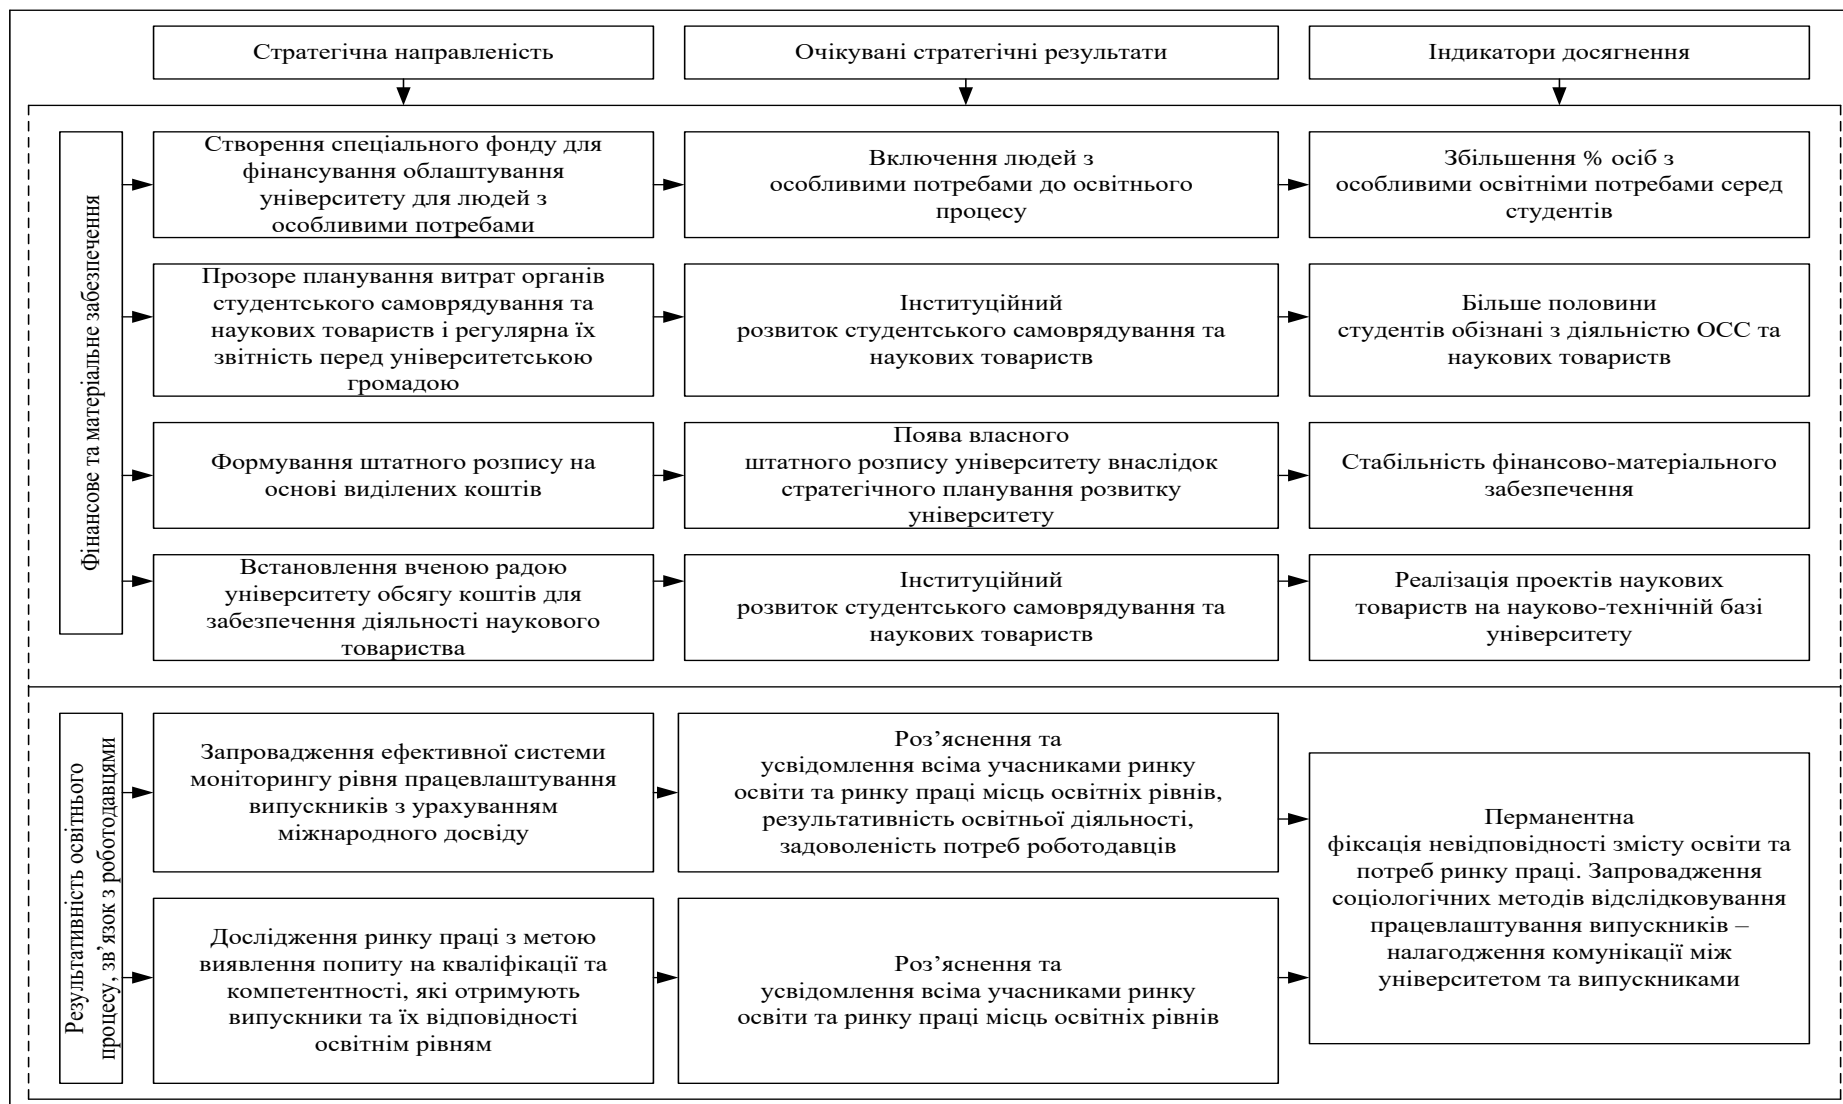 Стратегічна направленість
Очікувані стратегічні результати
Індикатори досягнення
Фінансове та матеріальне забезпечення
Створення спеціального фонду для
фінансування облаштування
університету для людей з
особливими потребами
Включення людей з
особливими потребами до освітнього
процесу
Збільшення % осіб з
особливими освітніми потребами серед
студентів
Прозоре планування витрат органів
студентського самоврядування та
наукових товариств і регулярна їх
звітність перед університетською
громадою
Інституційний
розвиток студентського самоврядування та
наукових товариств
Більше половини
студентів обізнані з діяльністю ОСС та
наукових товариств
Формування штатного розпису на
основі виділених коштів
Поява власного
штатного розпису університету внаслідок
стратегічного планування розвитку
університету
Стабільність фінансово-матеріального
забезпечення
Встановлення вченою радою
університету обсягу коштів для
забезпечення діяльності наукового
товариства
Інституційний
розвиток студентського самоврядування та
наукових товариств
Реалізація проектів наукових
товариств на науково-технічній базі
університету
Результативність освітнього
процесу, зв’язок з роботодавцями
Запровадження ефективної системи
моніторингу рівня працевлаштування
випускників з урахуванням
міжнародного досвіду
Роз’яснення та
усвідомлення всіма учасниками ринку
освіти та ринку праці місць освітніх рівнів,
результативність освітньої діяльності,
задоволеність потреб роботодавців
Перманентна
фіксація невідповідності змісту освіти та
потреб ринку праці. Запровадження
соціологічних методів відслідковування
працевлаштування випускників –
налагодження комунікації між
університетом та випускниками
Дослідження ринку праці з метою
виявлення попиту на кваліфікації та
компетентності, які отримують
випускники та їх відповідності
освітнім рівням
Роз’яснення та
усвідомлення всіма учасниками ринку
освіти та ринку праці місць освітніх рівнів